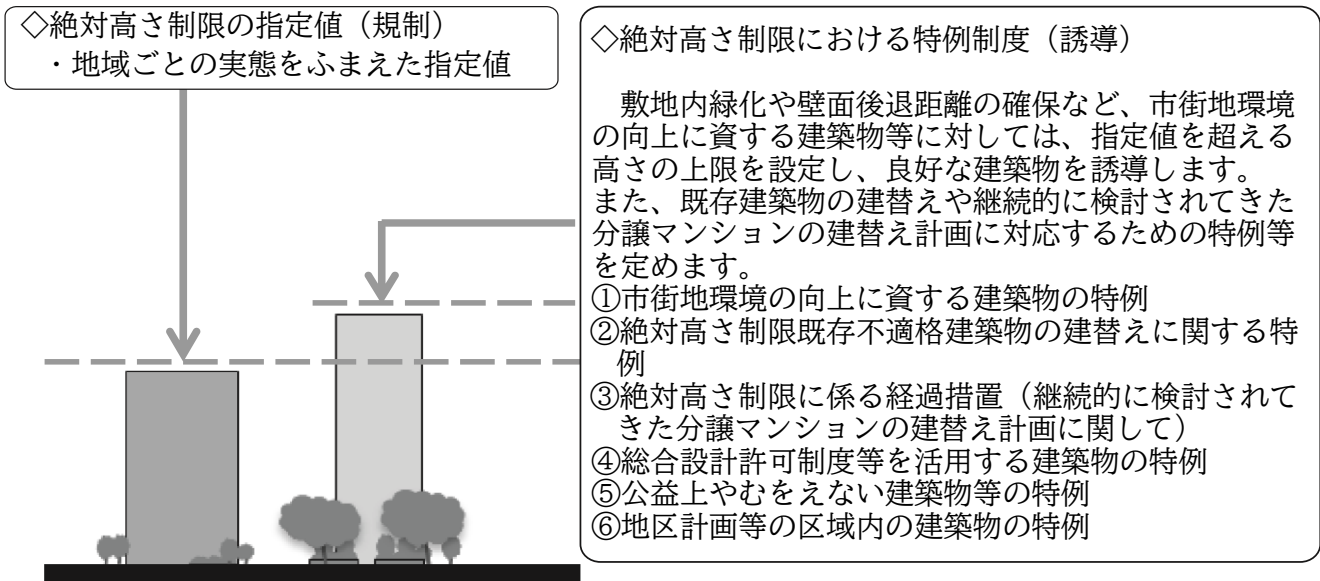 ◇絶対高さ制限の指定値（規制）
・地域ごとの実態をふまえた指定値
◇絶対高さ制限における特例制度（誘導）
敷地内緑化や壁面後退距離の確保など、市街地環境
の向上に資する建築物等に対しては、指定値を超える
高さの上限を設定し、良好な建築物を誘導します。
また、既存建築物の建替えや継続的に検討されてきた
分譲マンションの建替え計画に対応するための特例等
を定めます。
①市街地環境の向上に資する建築物の特例
②絶対高さ制限既存不適格建築物の建替えに関する特
例
③絶対高さ制限に係る経過措置（継続的に検討されて
きた分譲マンションの建替え計画に関して）
④総合設計許可制度等を活用する建築物の特例
⑤公益上やむをえない建築物等の特例
⑥地区計画等の区域内の建築物の特例